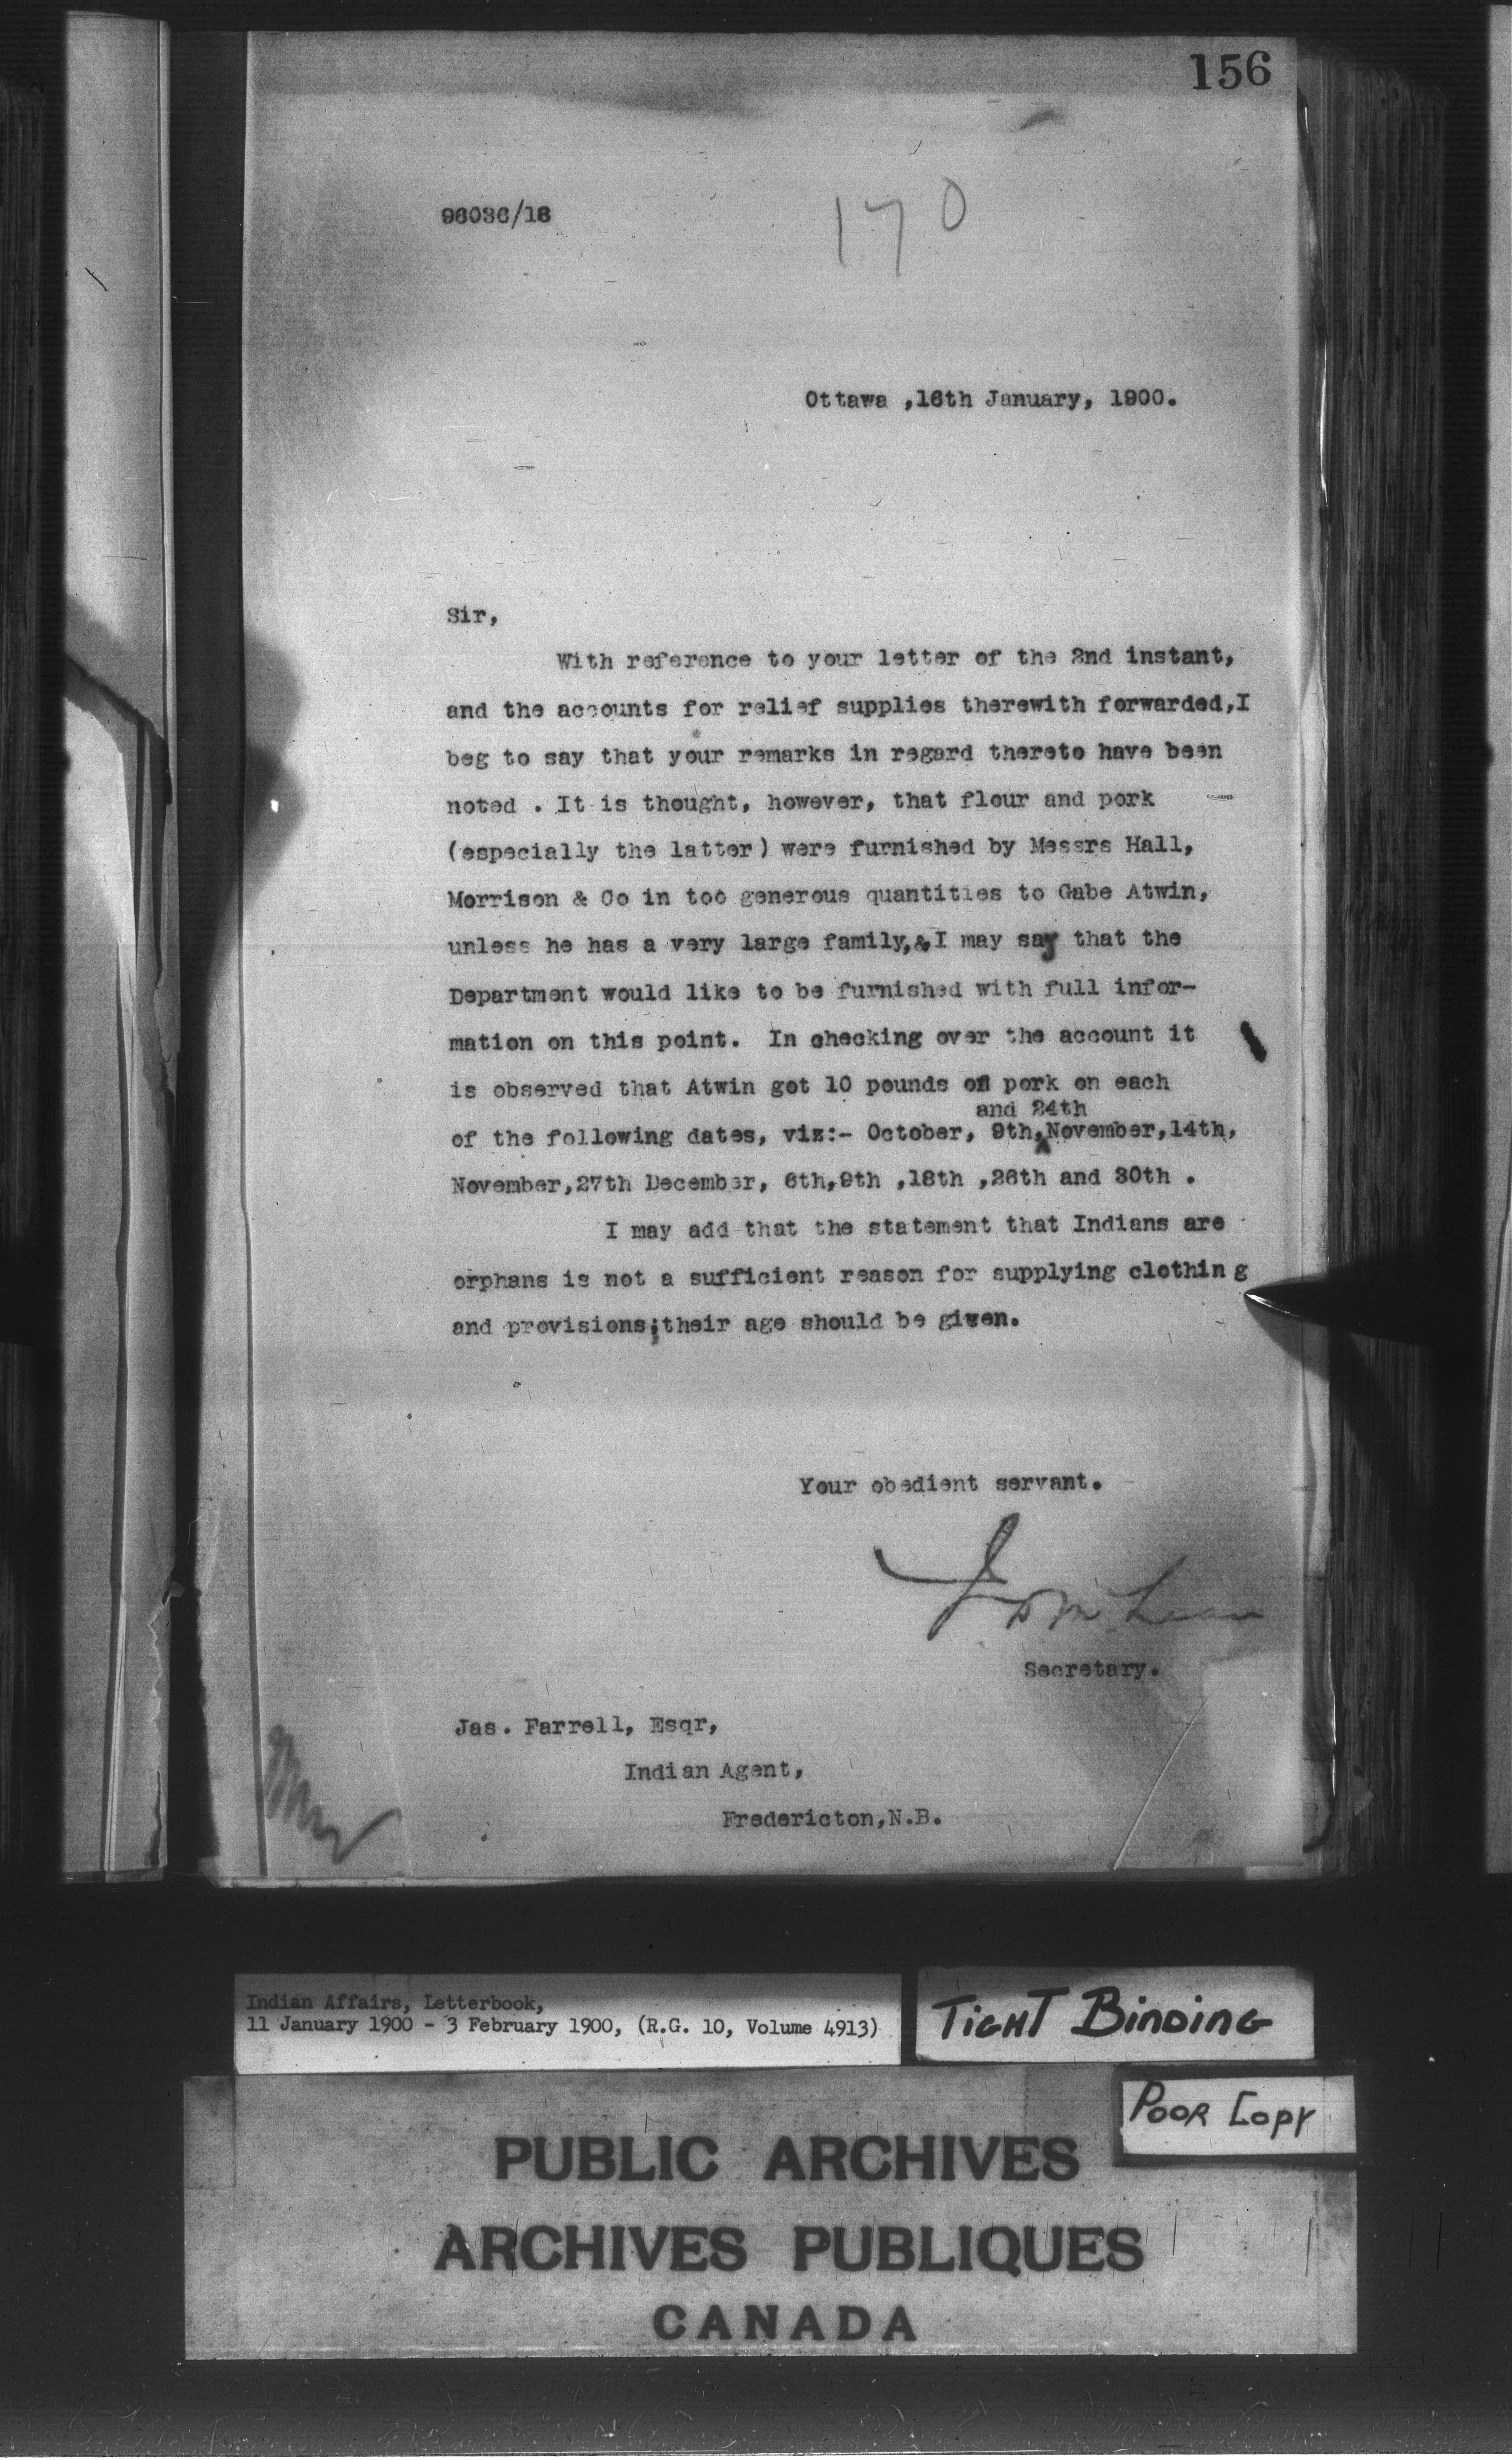 156
96036/16
170
Ottawa ,16th January, 1900.
Sir,
With reference to your letter of the 2nd instant,
and the accounts for relief supplies therewith forwarded,I
beg to say that your remarks in regard thereto have been
noted . It is thought, however, that flour and pork
(especially the latter) were furnished by Messrs Hall,
Morrison & Co in too generous quantities to Gabe Atwin,
unless he has a very large family,&I may say that the
Department would like to be furnished with full infor-
mation on this point. In checking over the account it
is observed that Atwin got 10 pounds of pork on each
and 24th
of the following dates, viz:- October, 9th,November,14th,
November,27th December, 6th,9th ,18th ,26th and 30th .
I may add that the statement that Indians are
orphans is not a sufficient reason for supplying clothin g
and provisions;their age should be given.
Your obedient servant.
J D McLean
Secretary.
Jas. Farrell, Esqr,
Indian Agent,
Fredericton,N.B.
Indian Affairs, Letterbook,
11 January 1900 - 3 February 1900, (R.G. 10, Volume 4913)
TIGHT BINDING
POOR COPY
PUBLIC ARCHIVES
ARCHIVES PUBLIQUES
CANADA